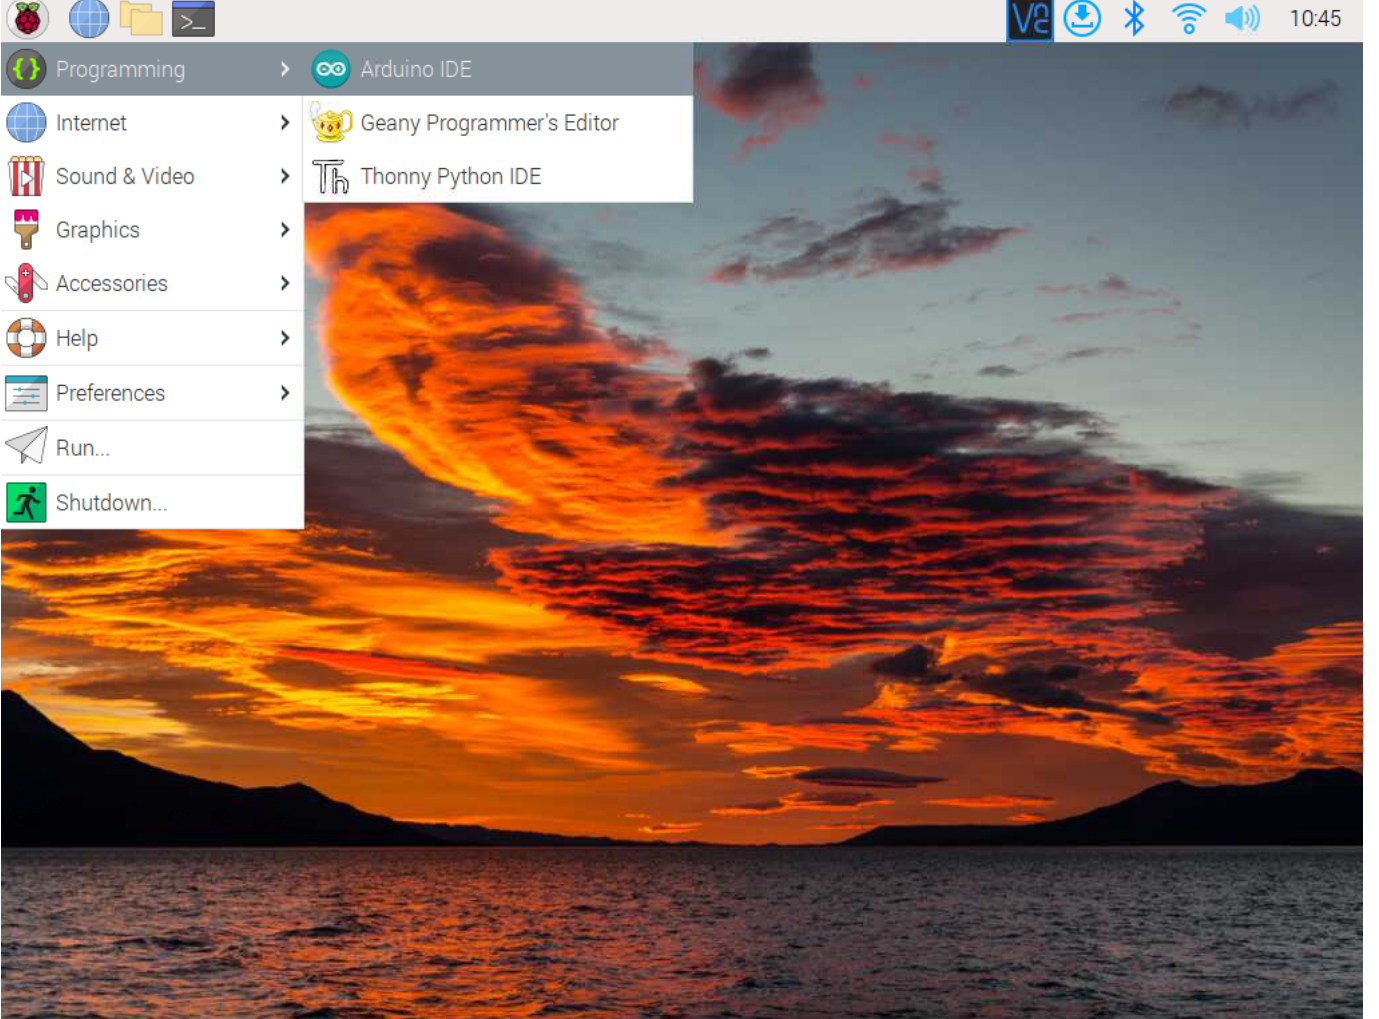 10:45
Programming
Arduino IDE
Internet
Geany Programmer's Editor
Sound & Video
Thonny Python IDE
Graphics
Accessories
Help
Preferences
Run...
Shutdown...